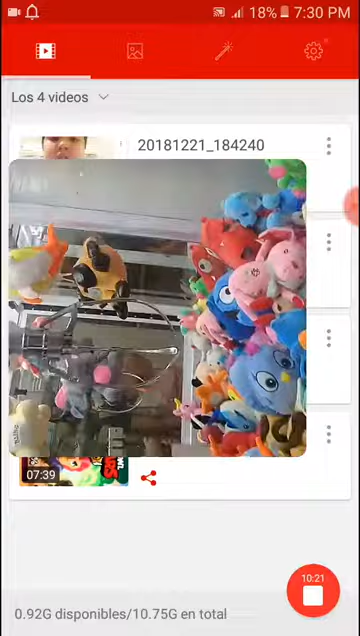 18% 7:30 PM
Los 4 videos
20181221_184240
07:39
10:21
0.92G disponibles/10.75G en total